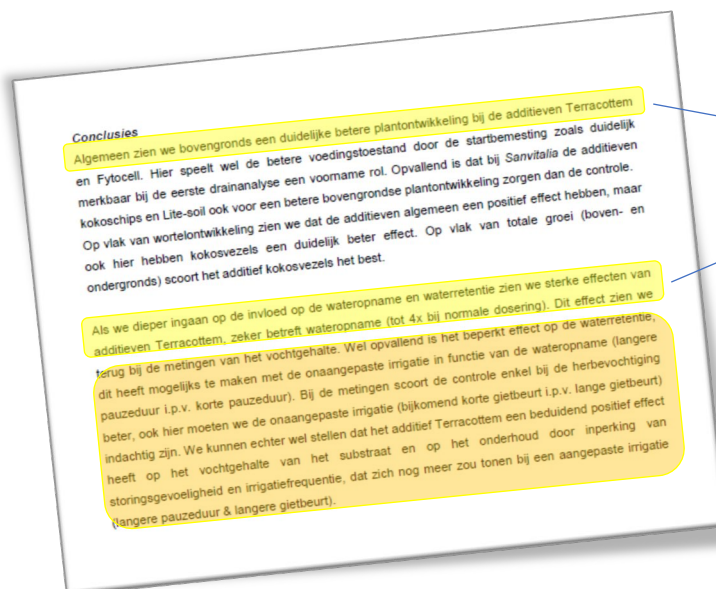 Conclusies
Algemeen zien we bovengronds een duidelijke betere plantontwikkeling bij de additieven Terracottem
en Fytocell. Hier speelt wel de betere voedingstoestand door de startbemesting zoals duidelijk
merkbaar bij de eerste drainanalyse een voorname rol. Opvallend is dat bij Sanvitalia de additieven
kokoschips en Lite-soil ook voor een betere bovengrondse plantontwikkeling zorgen dan de controle.
Op vlak van wortelontwikkeling zien we dat de additieven algemeen een positief effect hebben, maar
ook hier hebben kokosvezels een duidelijk beter effect. Op vlak van totale groei (boven- en
ondergronds) scoort het additief kokosvezels het best.
Als we dieper ingaan op de invloed op de wateropname en waterretentie zien we sterke effecten van
additieven Terracottem, zeker betreft wateropname (tot 4x bij normale dosering). Dit effect zien we
terug bij de metingen van het vochtgehalte. Wel opvallend is het beperkt effect op de waterretentie,
dit heeft mogelijks te maken met de onaangepaste irrigatie in functie van de wateropname (langere
pauzeduur i.p.v. korte pauzeduur). Bij de metingen scoort de controle enkel bij de herbevochtiging
beter, ook hier moeten we de onaangepaste irrigatie (bijkomend korte gietbeurt i.p.v. lange gietbeurt)
indachtig zijn. We kunnen echter wel stellen dat het additief Terracottem een beduidend positief effect
heeft op het vochtgehalte van het substraat en op het onderhoud door inperking van
storingsgevoeligheid en irrigatiefrequentie, dat zich nog meer zou tonen bij een aangepaste irrigatie
(langere pauzeduur & langere gietbeurt).